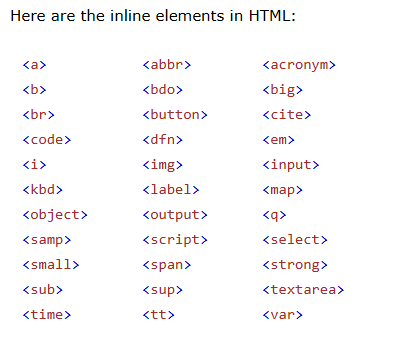 Here are the inline elements in HTML:
<a> <abbr> <acronym>
<b> <bdo> <big>
<br> <button> <cite>
<code> <dfn> <em>
<i> <img> <input>
<kbd> <label> <map>
<object> <output> <q>
<samp> <script> <select>
<small> <span> <strong>
<sub> <sup> <textarea>
<time> <tt> <var>